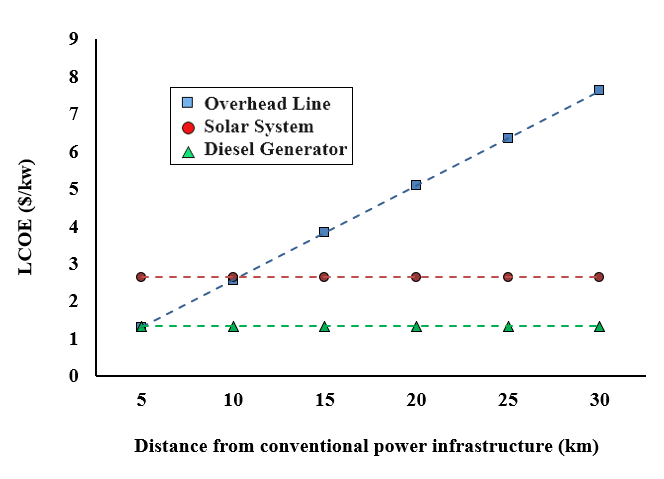 9
8
7
6
5
4
3
2
1
0
LCOE ($/kw)
Overhead Line
Solar System
Diesel Generator
5 10 15 20 25 30
Distance from conventional power infrastructure (km)